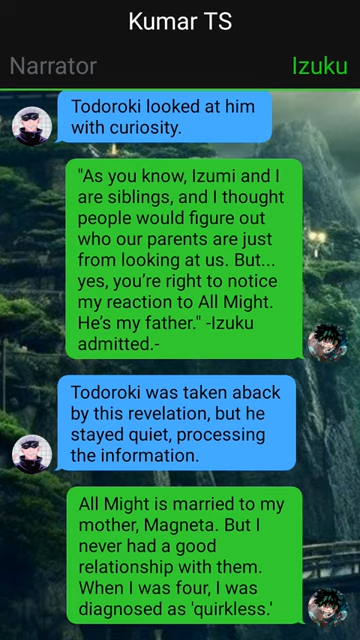 Kumar TS
Narrator
Izuku
Todoroki looked at him
with curiosity.
"As you know, Izumi and I
are siblings, and I thought
people would figure out
who our parents are just
from looking at us. But...
yes, you're right to notice
my reaction to All Might.
He's my father." -Izuku
admitted.-
Todoroki was taken aback
by this revelation, but he
stayed quiet, processing
the information.
All Might is married to my
mother, Magneta. But I
never had a good
relationship with them.
When I was four, I was
diagnosed as 'quirkless.'